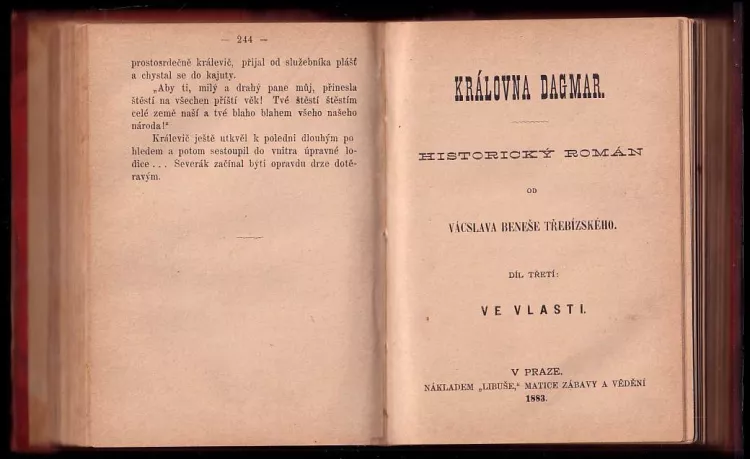 — 244 —
prostosrdečně králevič, přijal od služebníka plášť
a chystal se do kajuty.
„Aby ti, milý a drahý pane můj, přinesla
štěstí na všechen příští věk! Tvé štěstí štěstím
celé země naší a tvé blaho blahem všeho našeho
národa!"
Králevič ještě utkvěl k poledni dlouhým po
hledem a potom sestoupil do vnitra úpravné lo-
dice . . . Severák začínal býti opravdu drze dotě-
ravým.
KRÁLOVNA DAGMAR.
HISTORICKÝ ROMÁN
OD
VÁCSLAVA BENEŠE TŘEBÍZSKÉHO.
DÍL TŘETÍ:
VE VLASTI.
V PRAZE.
NÁKLADEM „LIBUŠE," MATICE ZÁBAVY A VĚDĚNÍ
1883.